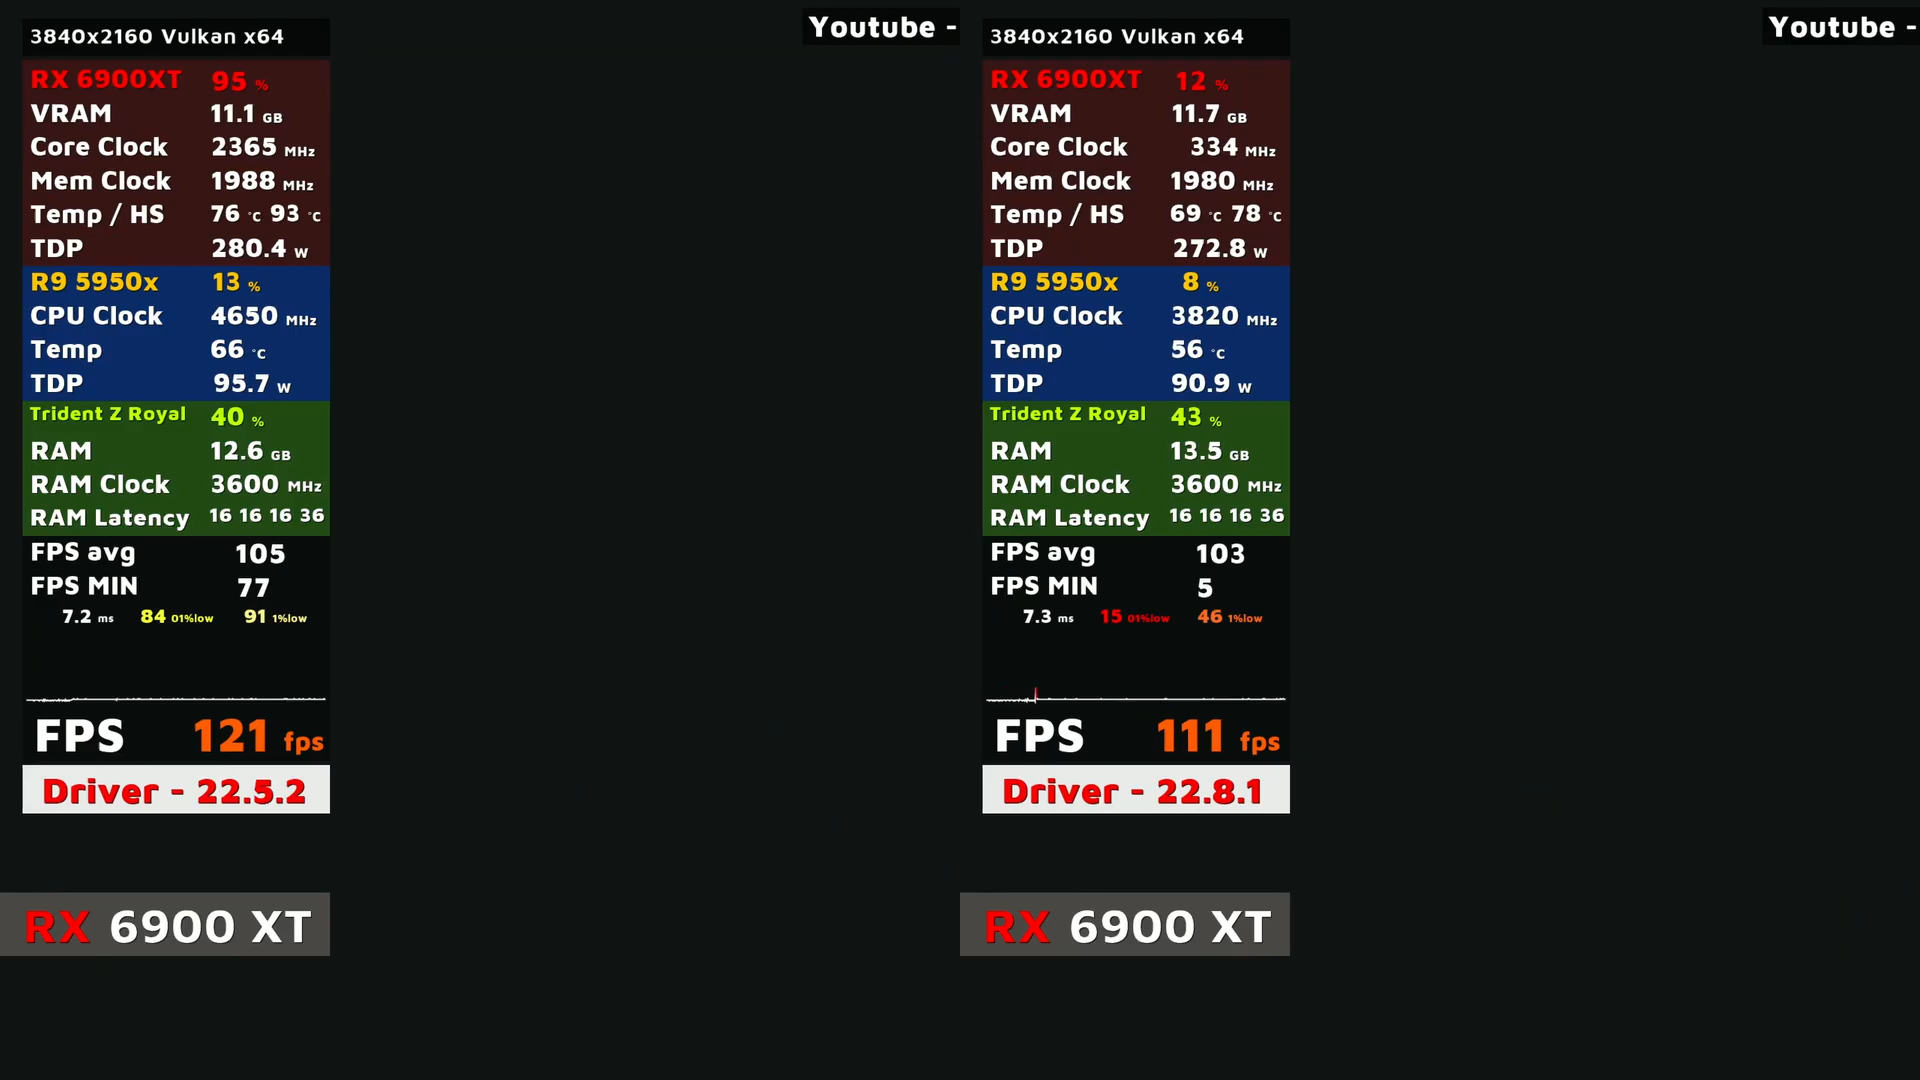 3840x2160 Vulkan x64
RX 6900XT 95 %
VRAM 11.1 GB
Core Clock 2365 MHz
Mem Clock 1988 MHz
Temp / HS 76 °C 93 °C
TDP 280.4 W
R9 5950x 13 %
CPU Clock 4650 MHz
Temp 66 °C
TDP 95.7 W
Trident Z Royal 40 %
RAM 12.6 GB
RAM Clock 3600 MHz
RAM Latency 16 16 16 36
FPS avg 105
FPS MIN 77
7.2 ms 84 01%low 91 1%low
FPS 121 fps
Driver - 22.5.2
RX 6900 XT
Youtube -
3840x2160 Vulkan x64
RX 6900XT 12 %
VRAM 11.7 GB
Core Clock 334 MHz
Mem Clock 1980 MHz
Temp / HS 69 °C 78 °C
TDP 272.8 W
R9 5950x 8 %
CPU Clock 3820 MHz
Temp 56 °C
TDP 90.9 W
Trident Z Royal 43 %
RAM 13.5 GB
RAM Clock 3600 MHz
RAM Latency 16 16 16 36
FPS avg 103
FPS MIN 5
7.3 ms 15 01%low 46 1%low
FPS 111 fps
Driver - 22.8.1
RX 6900 XT
Youtube -